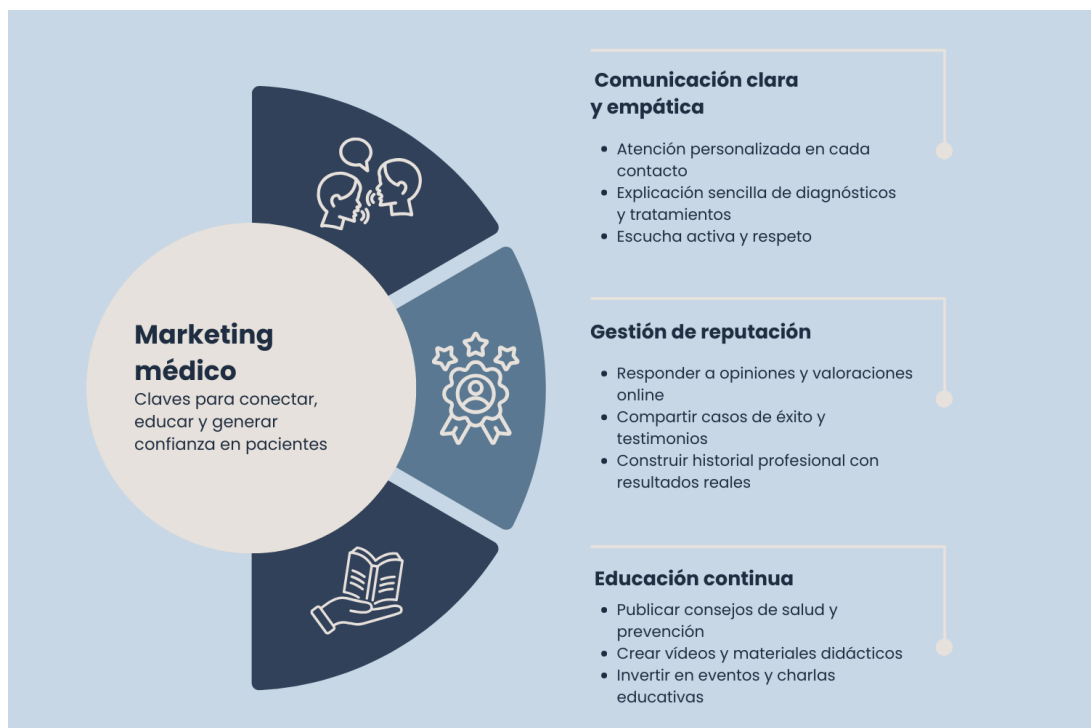 Marketing
médico
Claves para conectar,
educar y generar
confianza en pacientes
Comunicación clara
y empática
• Atención personalizada en cada
contacto
• Explicación sencilla de diagnósticos
y tratamientos
• Escucha activa y respeto
Gestión de reputación
• Responder a opiniones y valoraciones
online
• Compartir casos de éxito y
testimonios
• Construir historial profesional con
resultados reales
Educación continua
• Publicar consejos de salud y
prevención
• Crear vídeos y materiales didácticos
• Invertir en eventos y charlas
educativas